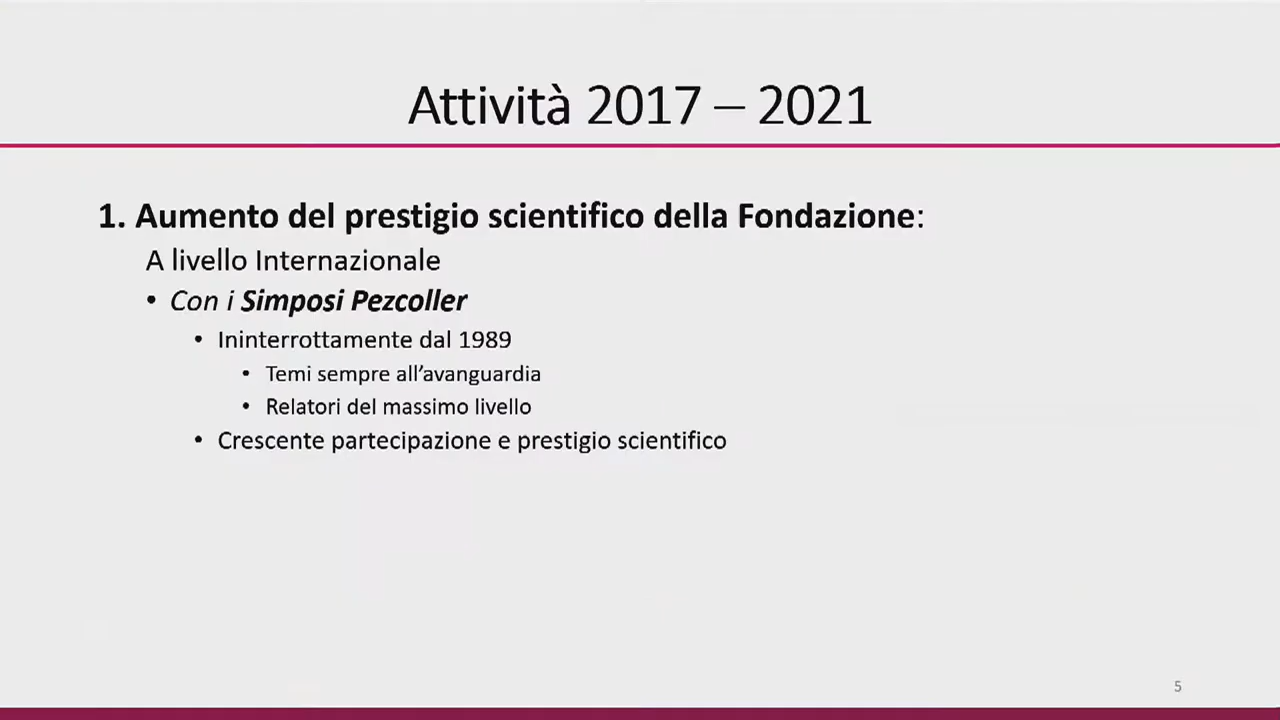 Attività 2017 – 2021
1. Aumento del prestigio scientifico della Fondazione:
A livello Internazionale
• Con i Simposi Pezcoller
• Ininterrottamente dal 1989
• Temi sempre all’avanguardia
• Relatori del massimo livello
• Crescente partecipazione e prestigio scientifico
5